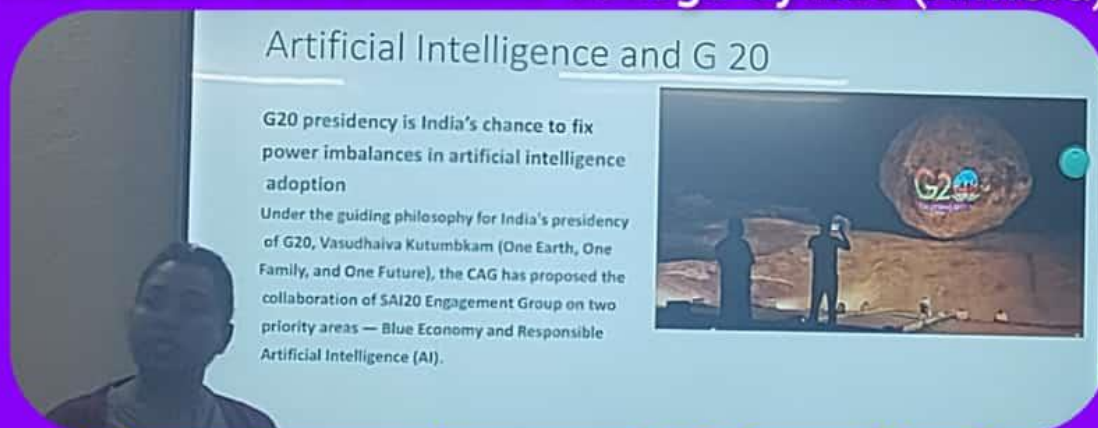 Artificial Intelligence and G 20
G20 presidency is India's chance to fix
power imbalances in artificial intelligence
adoption
Under the guiding philosophy for India's presidency
of G20, Vasudhaiva Kutumbkam (One Earth, One
Family, and One Future), the CAG has proposed the
collaboration of SAI20 Engagement Group on two
priority areas — Blue Economy and Responsible
Artificial Intelligence (AI).
G20